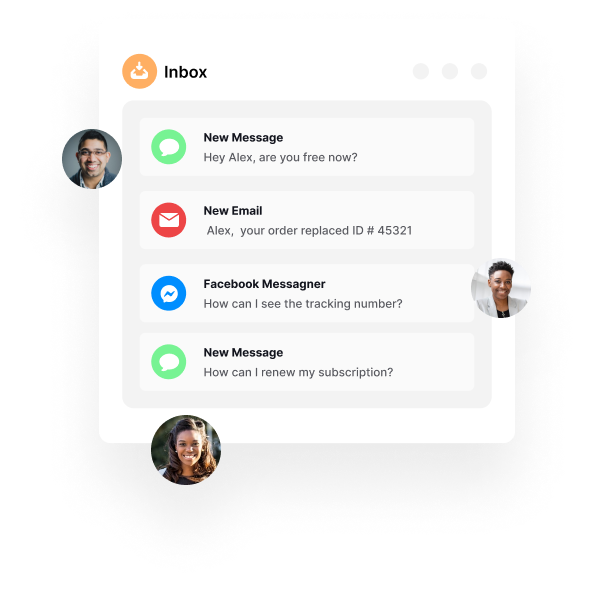 Inbox
New Message
Hey Alex, are you free now?
New Email
Alex, your order replaced ID # 45321
Facebook Messagner
How can I see the tracking number?
New Message
How can I renew my subscription?